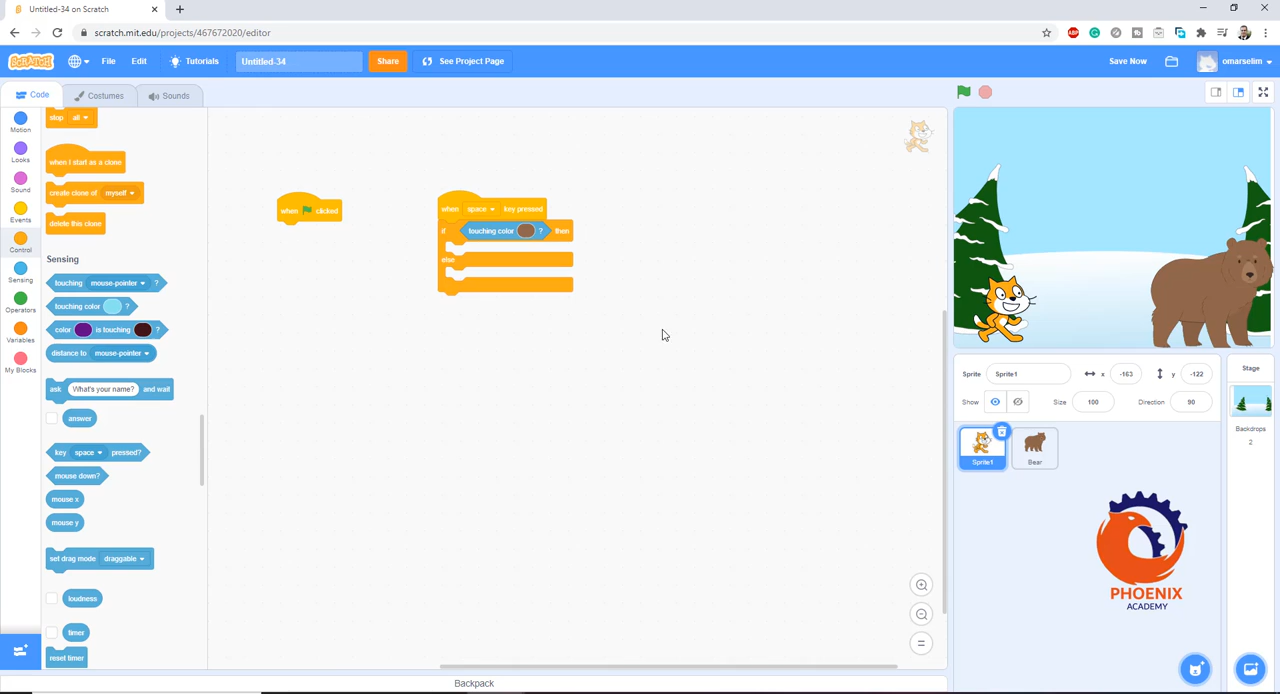 Untitled-34 on Scratch
scratch.mit.edu/projects/467672020/editor
ABP
SCRATCH File Edit Tutorials Untitled-34 Share See Project Page Save Now omarselim
Code Costumes Sounds
Motion
Looks
Sound
Events
Control
Sensing
Operators
Variables
My Blocks
stop all
when I start as a clone
create clone of myself
delete this clone
Sensing
touching mouse-pointer ?
touching color ?
color is touching ?
distance to mouse-pointer
ask What's your name? and wait
answer
key space pressed?
mouse down?
mouse x
mouse y
set drag mode draggable
loudness
timer
reset timer
when clicked
when space key pressed
if touching color ? then
else
Sprite Sprite1 x -163 y -122
Show Size 100 Direction 90
Sprite1
Bear
Stage
Backdrops
2
PHOENIX
ACADEMY
Backpack